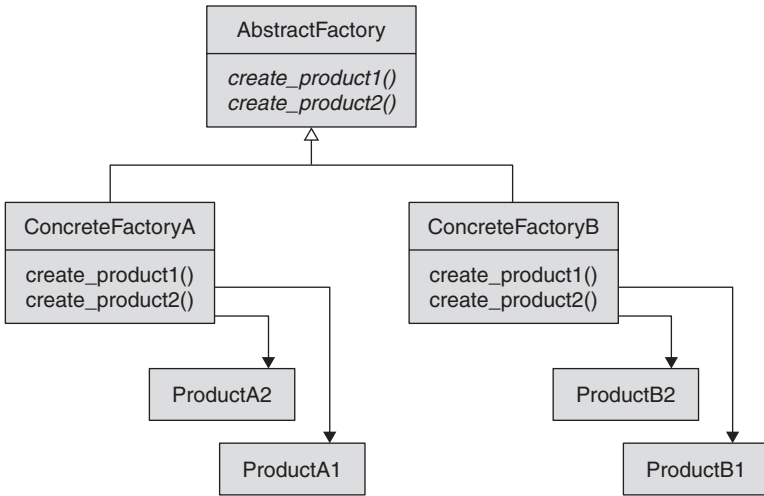 AbstractFactory
create_product1()
create_product2()
ConcreteFactoryA
create_product1()
create_product2()
ConcreteFactoryB
create_product1()
create_product2()
ProductA2
ProductA1
ProductB2
ProductB1